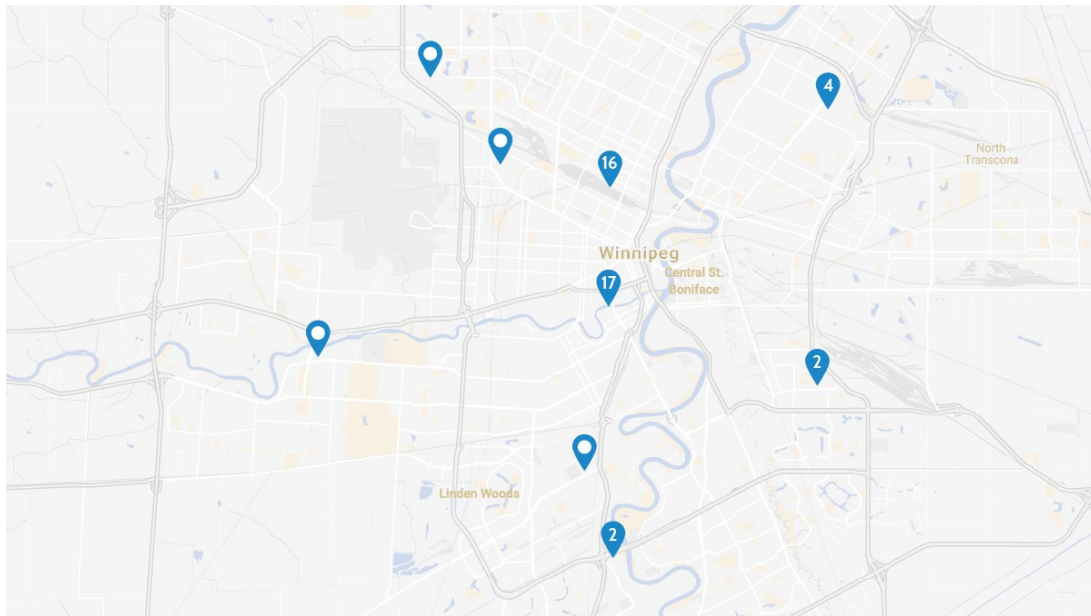 4
North
Transcona
16
Winnipeg
Central St.
Boniface
17
2
Linden Woods
2